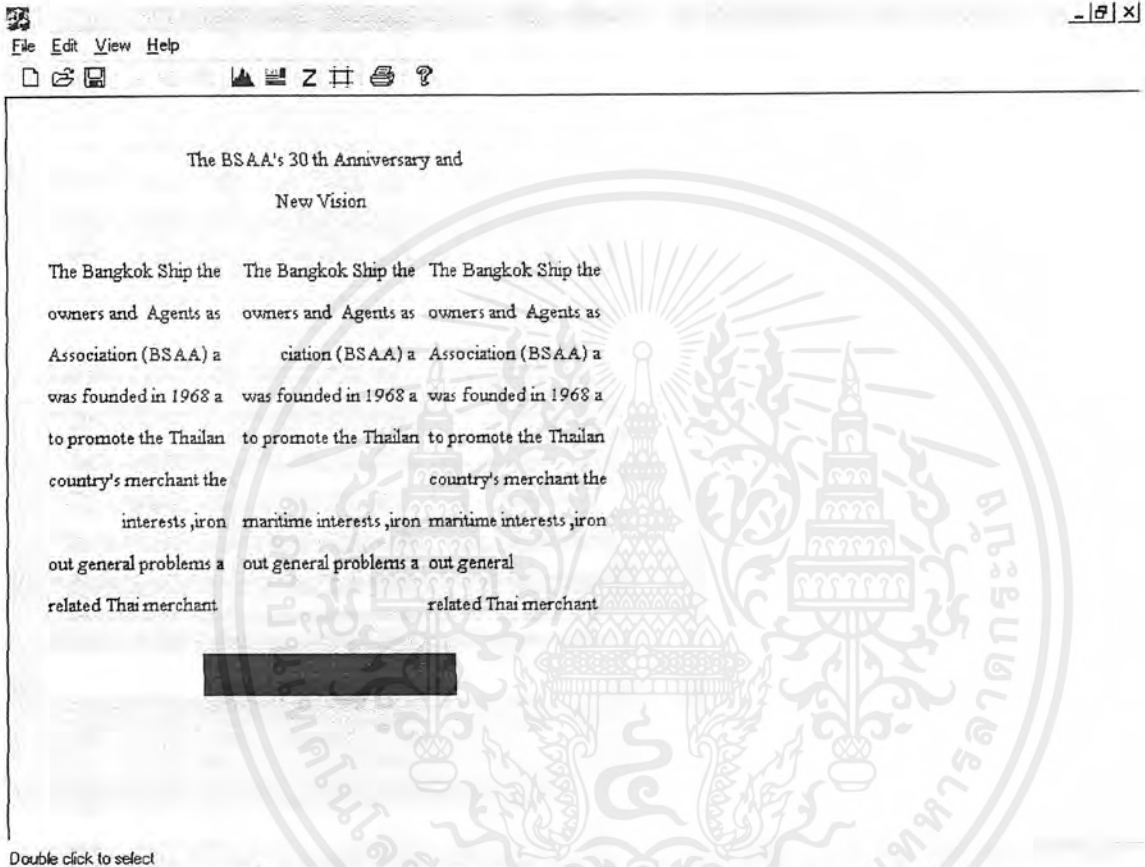 File Edit View Help
The BSAA's 30 th Anniversary and
New Vision
The Bangkok Ship the
owners and Agents as
Association (BSAA) a
was founded in 1968 a
to promote the Thailan
country's merchant the
interests ,iron
out general problems a
related Thai merchant
The Bangkok Ship the
owners and Agents as
ciation (BSAA) a
was founded in 1968 a
to promote the Thailan
maritime interests ,iron
out general problems a
The Bangkok Ship the
owners and Agents as
Association (BSAA) a
was founded in 1968 a
to promote the Thailan
country's merchant the
maritime interests ,iron
out general
related Thai merchant
Double click to select